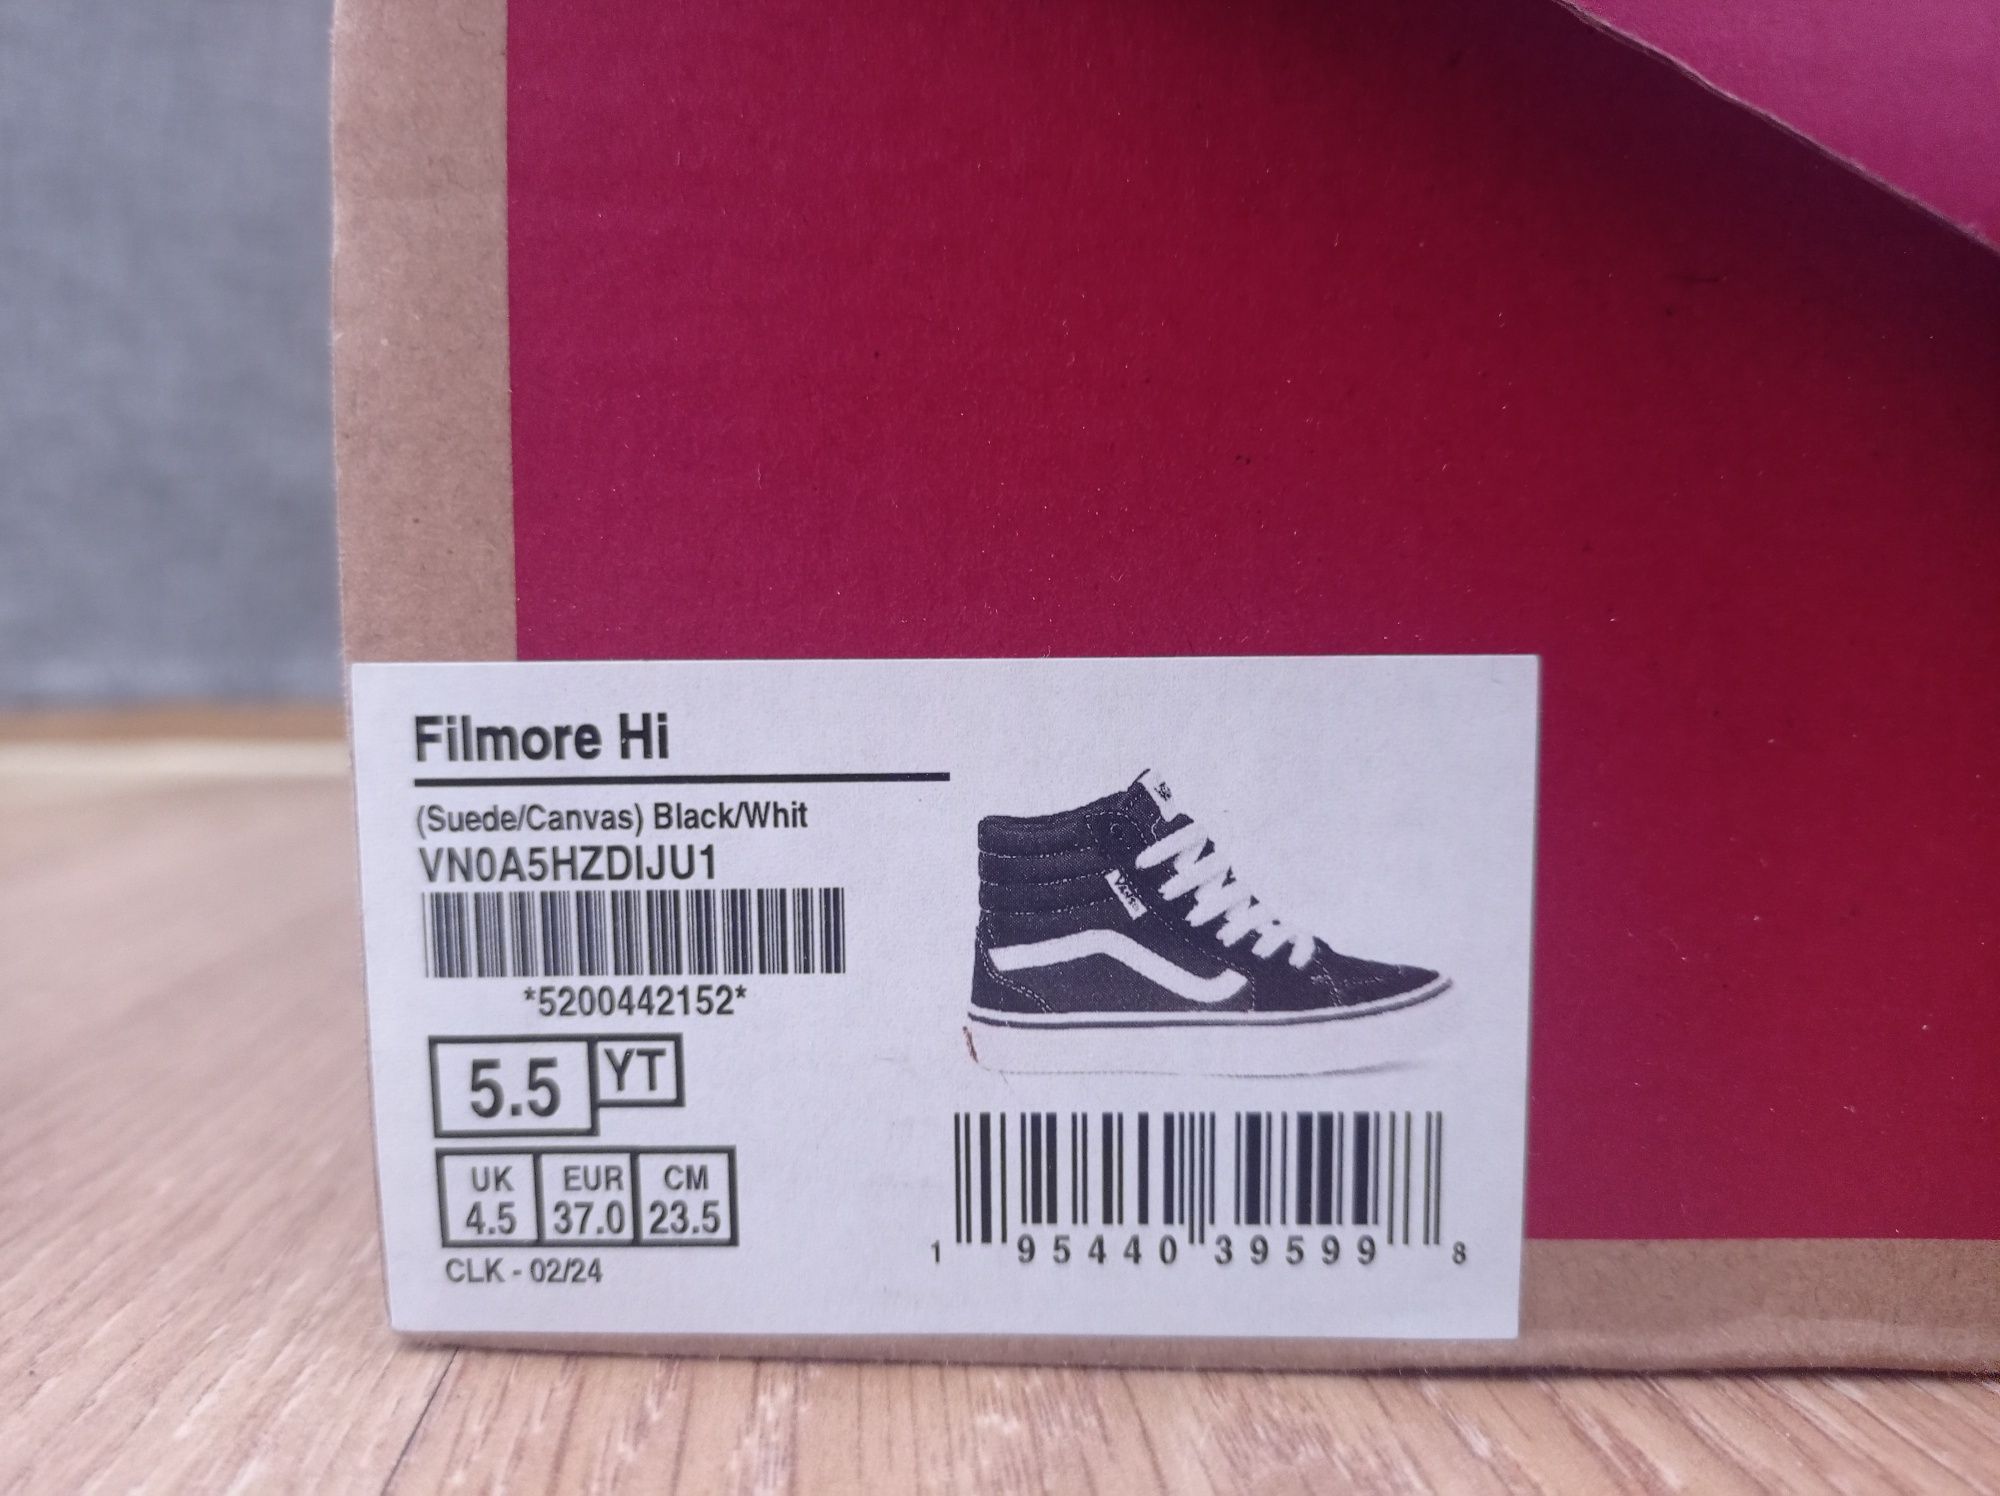 Filmore Hi
(Suede/Canvas) Black/Whit
VN0A5HZDIJU1
*5200442152*
5.5 YT
UK EUR CM
4.5 37.0 23.5
CLK - 02/24
VANS
1 95440 39599 8